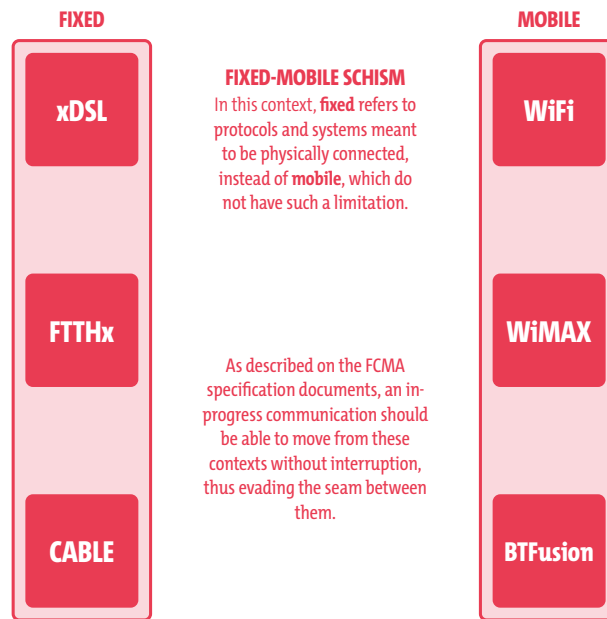 FIXED
MOBILE
xDSL
FIXED-MOBILE SCHISM
In this context, fixed refers to
protocols and systems meant
to be physically connected,
instead of mobile, which do
not have such a limitation.
WiFi
FTTHx
WiMAX
As described on the FCMA
specification documents, an in-
progress communication should
be able to move from these
contexts without interruption,
thus evading the seam between
them.
CABLE
BTFusion